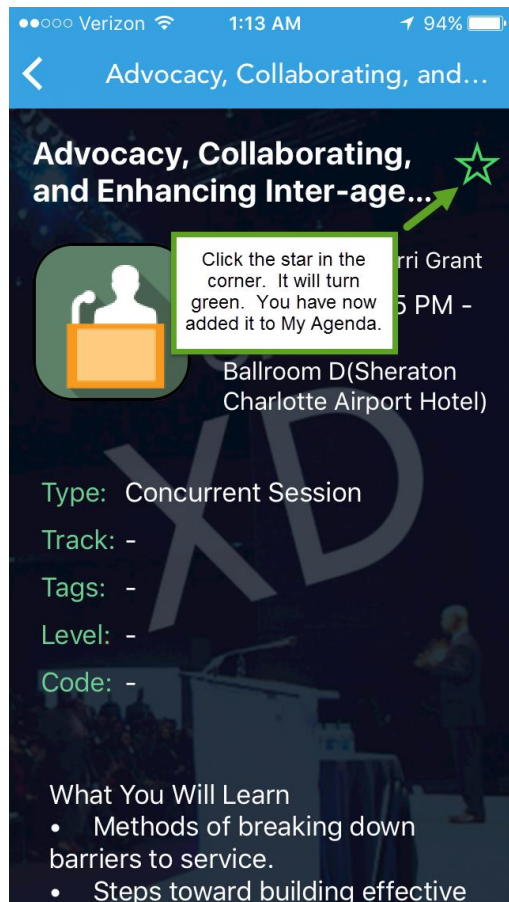 Verizon 1:13 AM 94%
Advocacy, Collaborating, and...
Advocacy, Collaborating,
and Enhancing Inter-age...
Click the star in the
corner. It will turn
green. You have now
added it to My Agenda.
Grant
PM -
Ballroom D(Sheraton
Charlotte Airport Hotel)
XD
Type: Concurrent Session
Track: -
Tags: -
Level: -
Code: -
What You Will Learn
• Methods of breaking down
barriers to service.
• Steps toward building effective